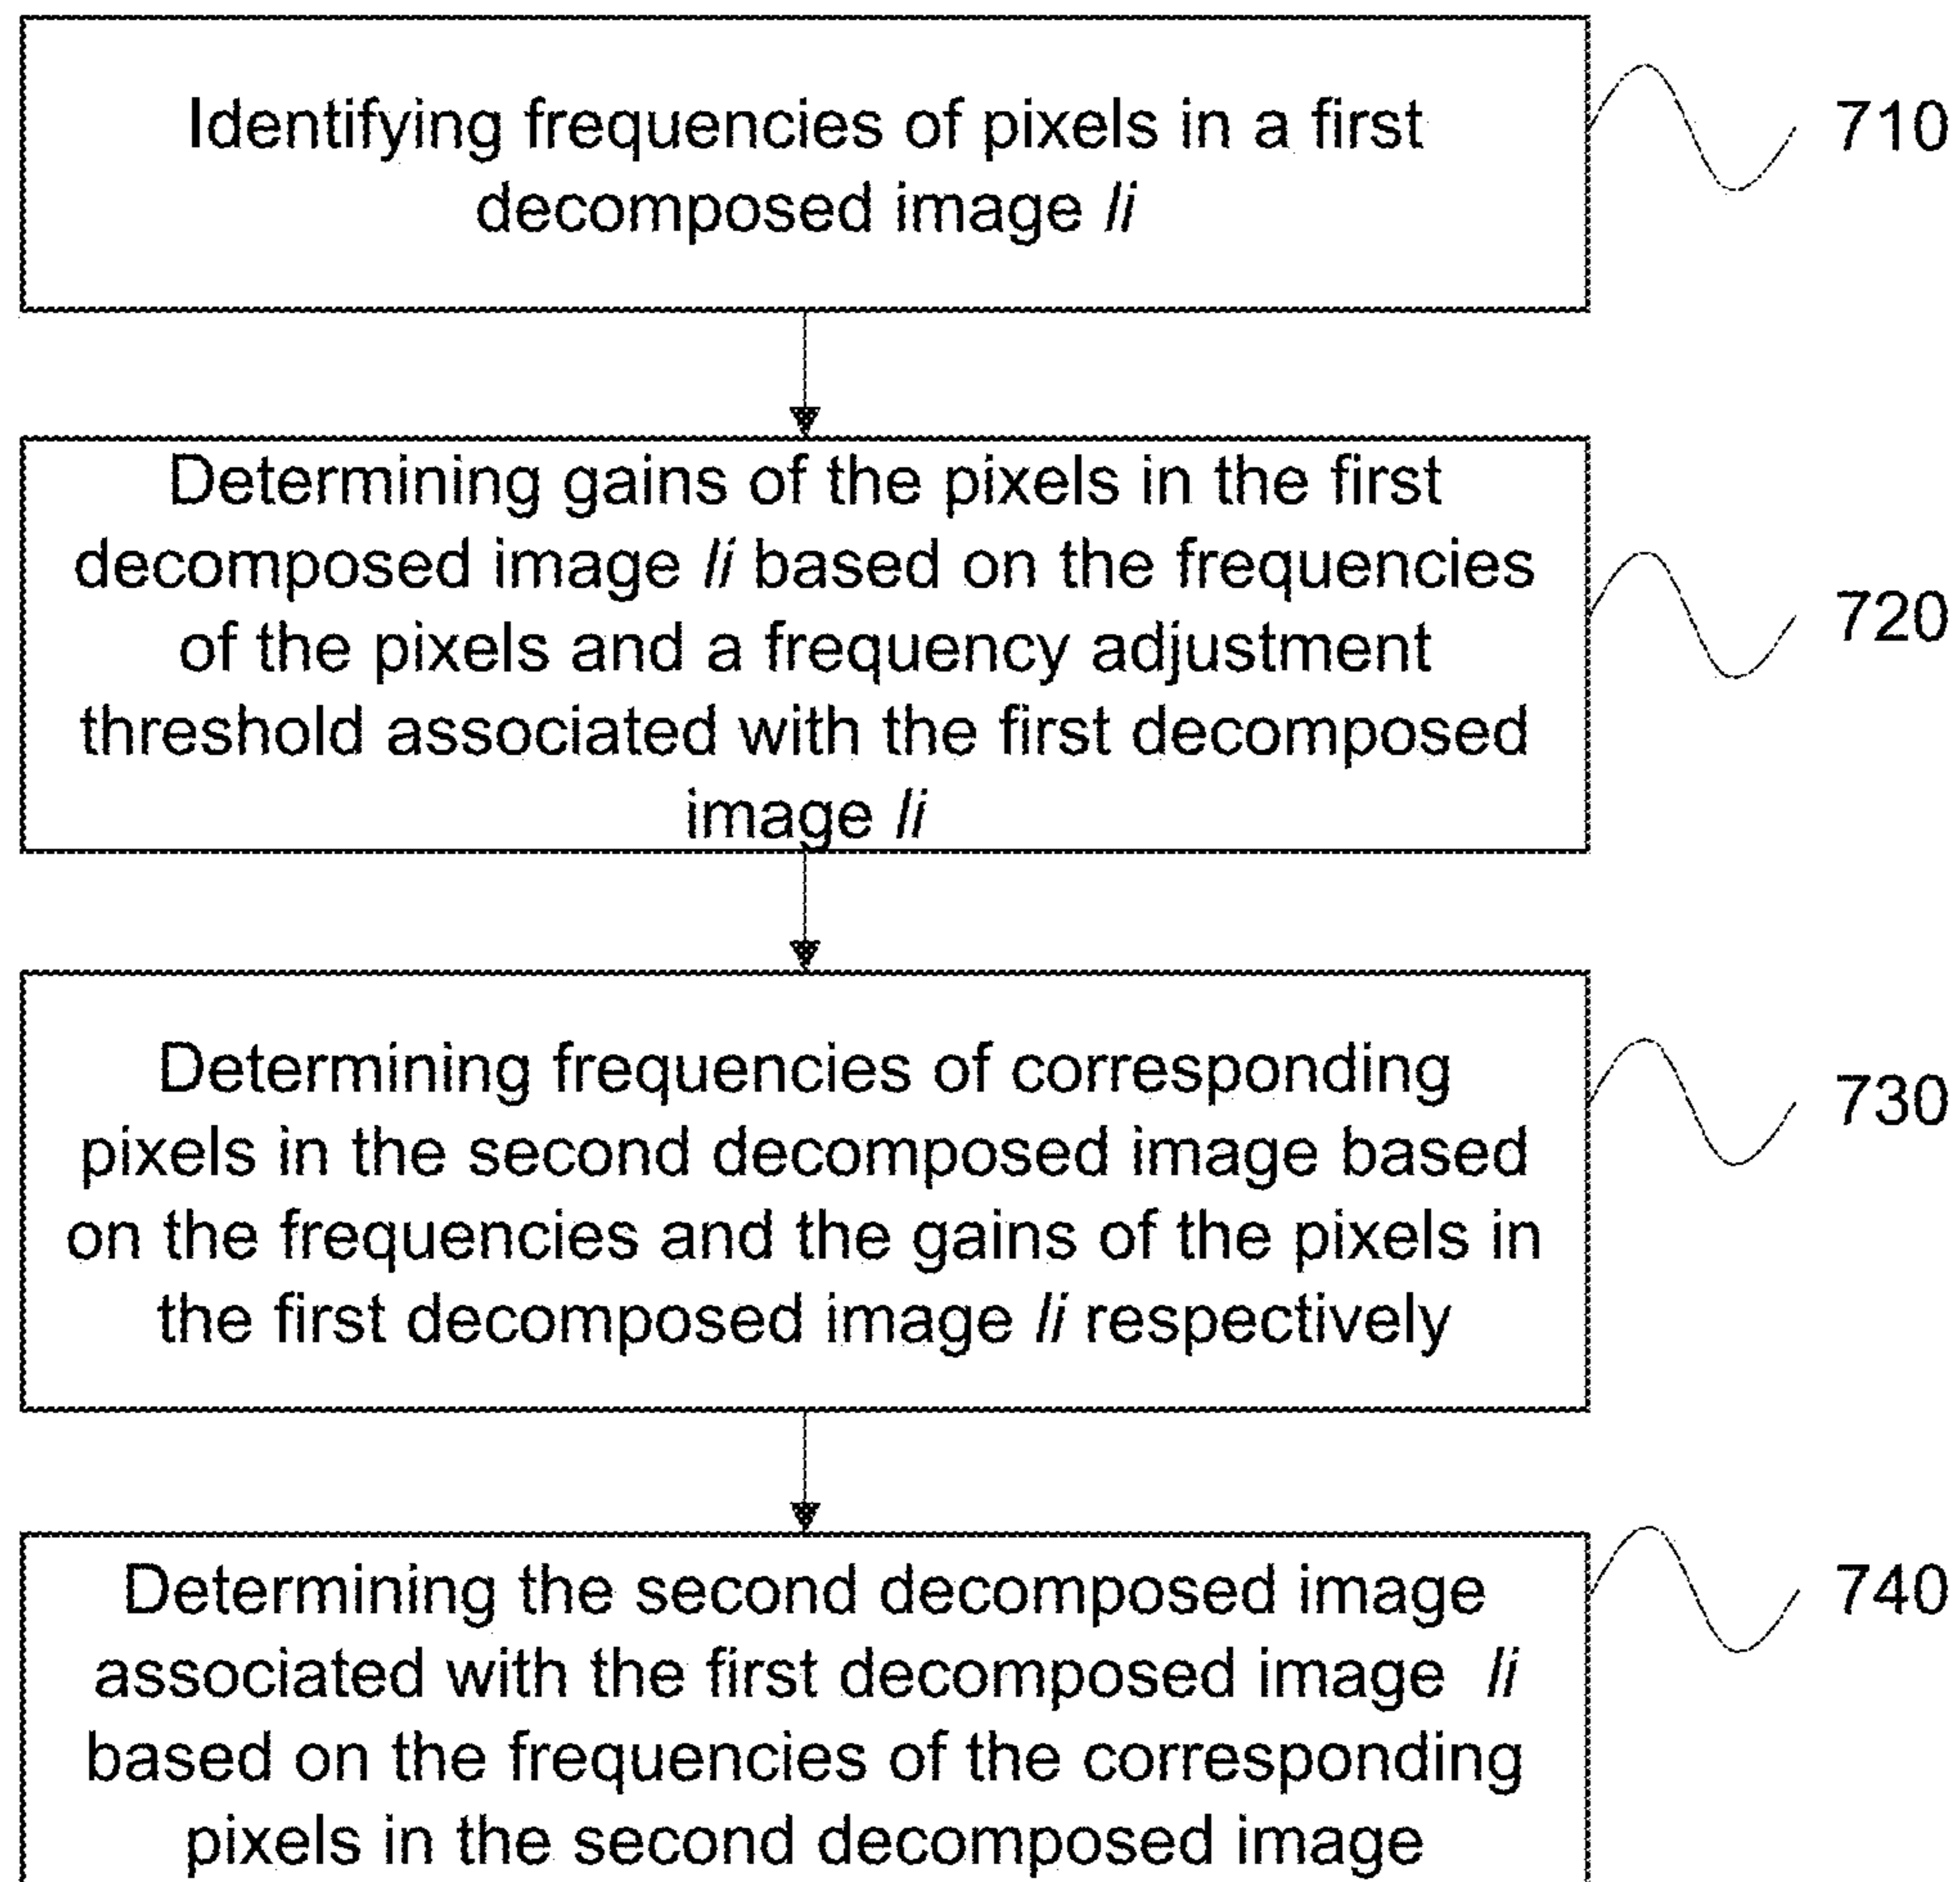 Identifying frequencies of pixels in a first
decomposed image li
710
Determining gains of the pixels in the first
decomposed image li based on the frequencies
of the pixels and a frequency adjustment
threshold associated with the first decomposed
image li
720
Determining frequencies of corresponding
pixels in the second decomposed image based
on the frequencies and the gains of the pixels in
the first decomposed image li respectively
730
Determining the second decomposed image
associated with the first decomposed image li
based on the frequencies of the corresponding
pixels in the second decomposed image
740